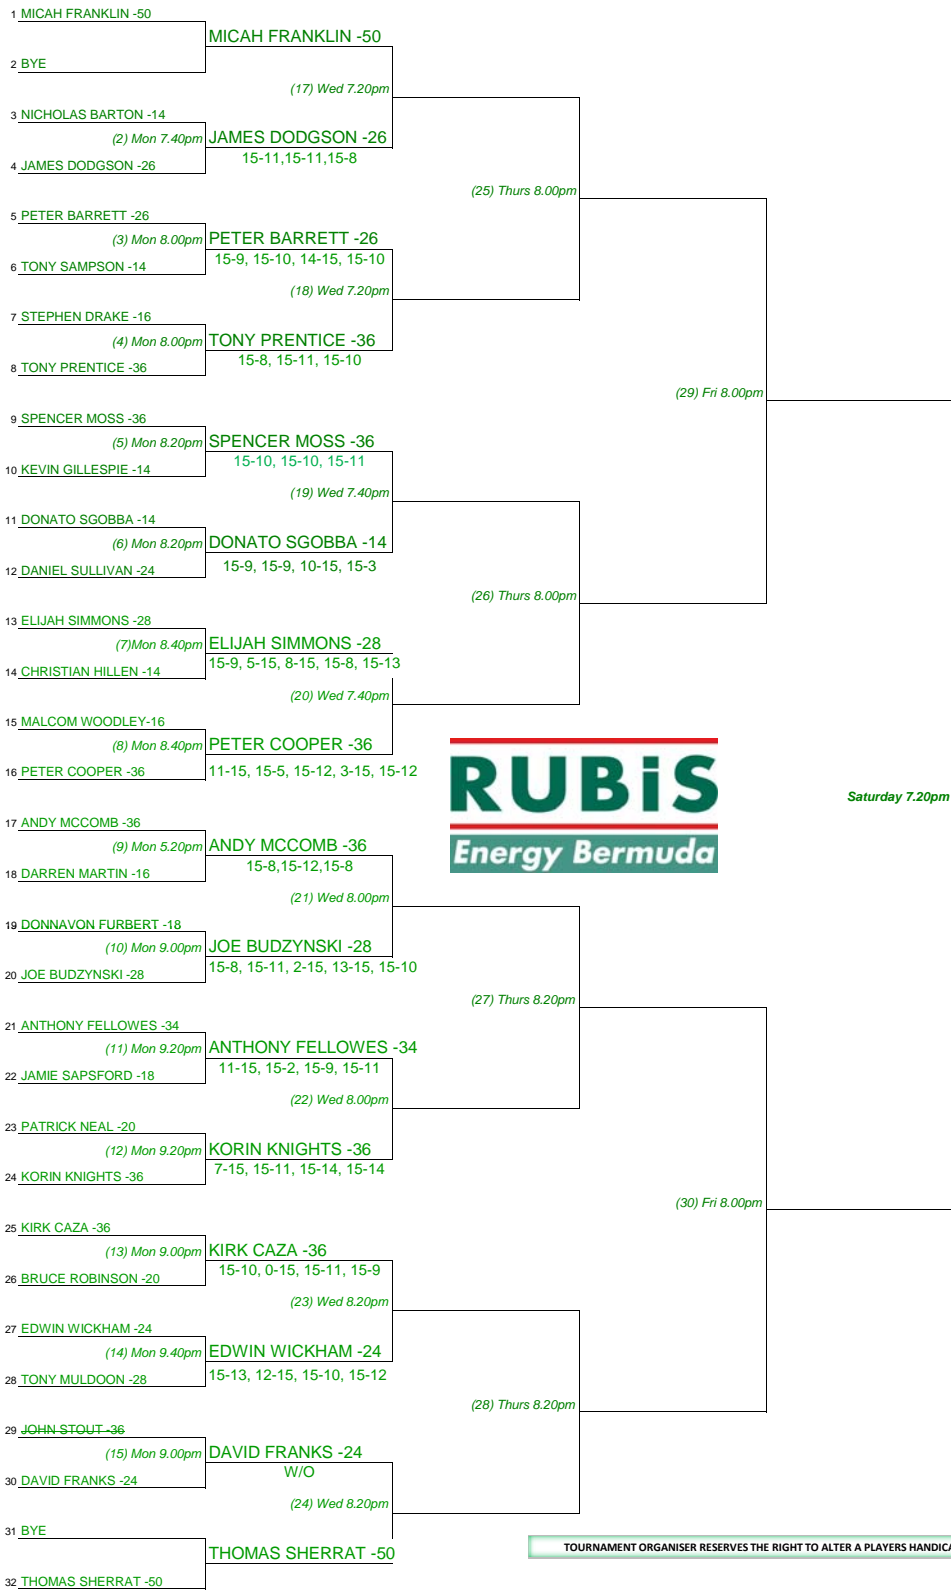 1 MICAH FRANKLIN -50
MICAH FRANKLIN -50
2 BYE
(17) Wed 7.20pm
3 NICHOLAS BARTON -14
(2) Mon 7.40pm JAMES DODGSON -26
15-11,15-11,15-8
4 JAMES DODGSON -26
(25) Thurs 8.00pm
5 PETER BARRETT -26
(3) Mon 8.00pm PETER BARRETT -26
15-9, 15-10, 14-15, 15-10
6 TONY SAMPSON -14
(18) Wed 7.20pm
7 STEPHEN DRAKE -16
(4) Mon 8.00pm TONY PRENTICE -36
15-8, 15-11, 15-10
8 TONY PRENTICE -36
(29) Fri 8.00pm
9 SPENCER MOSS -36
(5) Mon 8.20pm SPENCER MOSS -36
15-10, 15-10, 15-11
10 KEVIN GILLESPIE -14
(19) Wed 7.40pm
11 DONATO SGOBBA -14
(6) Mon 8.20pm DONATO SGOBBA -14
15-9, 15-9, 10-15, 15-3
12 DANIEL SULLIVAN -24
(26) Thurs 8.00pm
13 ELIJAH SIMMONS -28
(7)Mon 8.40pm ELIJAH SIMMONS -28
15-9, 5-15, 8-15, 15-8, 15-13
14 CHRISTIAN HILLEN -14
(20) Wed 7.40pm
15 MALCOM WOODLEY-16
(8) Mon 8.40pm PETER COOPER -36
16 PETER COOPER -36
11-15, 15-5, 15-12, 3-15, 15-12
RUBiS
Energy Bermuda
Saturday 7.20pm
17 ANDY MCCOMB -36
(9) Mon 5.20pm ANDY MCCOMB -36
15-8,15-12,15-8
18 DARREN MARTIN -16
(21) Wed 8.00pm
19 DONNAVON FURBERT -18
(10) Mon 9.00pm JOE BUDZYNSKI -28
15-8, 15-11, 2-15, 13-15, 15-10
20 JOE BUDZYNSKI -28
(27) Thurs 8.20pm
21 ANTHONY FELLOWES -34
(11) Mon 9.20pm ANTHONY FELLOWES -34
11-15, 15-2, 15-9, 15-11
22 JAMIE SAPSFORD -18
(22) Wed 8.00pm
23 PATRICK NEAL -20
(12) Mon 9.20pm KORIN KNIGHTS -36
7-15, 15-11, 15-14, 15-14
24 KORIN KNIGHTS -36
(30) Fri 8.00pm
25 KIRK CAZA -36
(13) Mon 9.00pm KIRK CAZA -36
15-10, 0-15, 15-11, 15-9
26 BRUCE ROBINSON -20
(23) Wed 8.20pm
27 EDWIN WICKHAM -24
(14) Mon 9.40pm EDWIN WICKHAM -24
15-13, 12-15, 15-10, 15-12
28 TONY MULDOON -28
(28) Thurs 8.20pm
29 JOHN STOUT -36
(15) Mon 9.00pm DAVID FRANKS -24
W/O
30 DAVID FRANKS -24
(24) Wed 8.20pm
31 BYE
THOMAS SHERRAT -50
TOURNAMENT ORGANISER RESERVES THE RIGHT TO ALTER A PLAYERS HANDICA
32 THOMAS SHERRAT -50